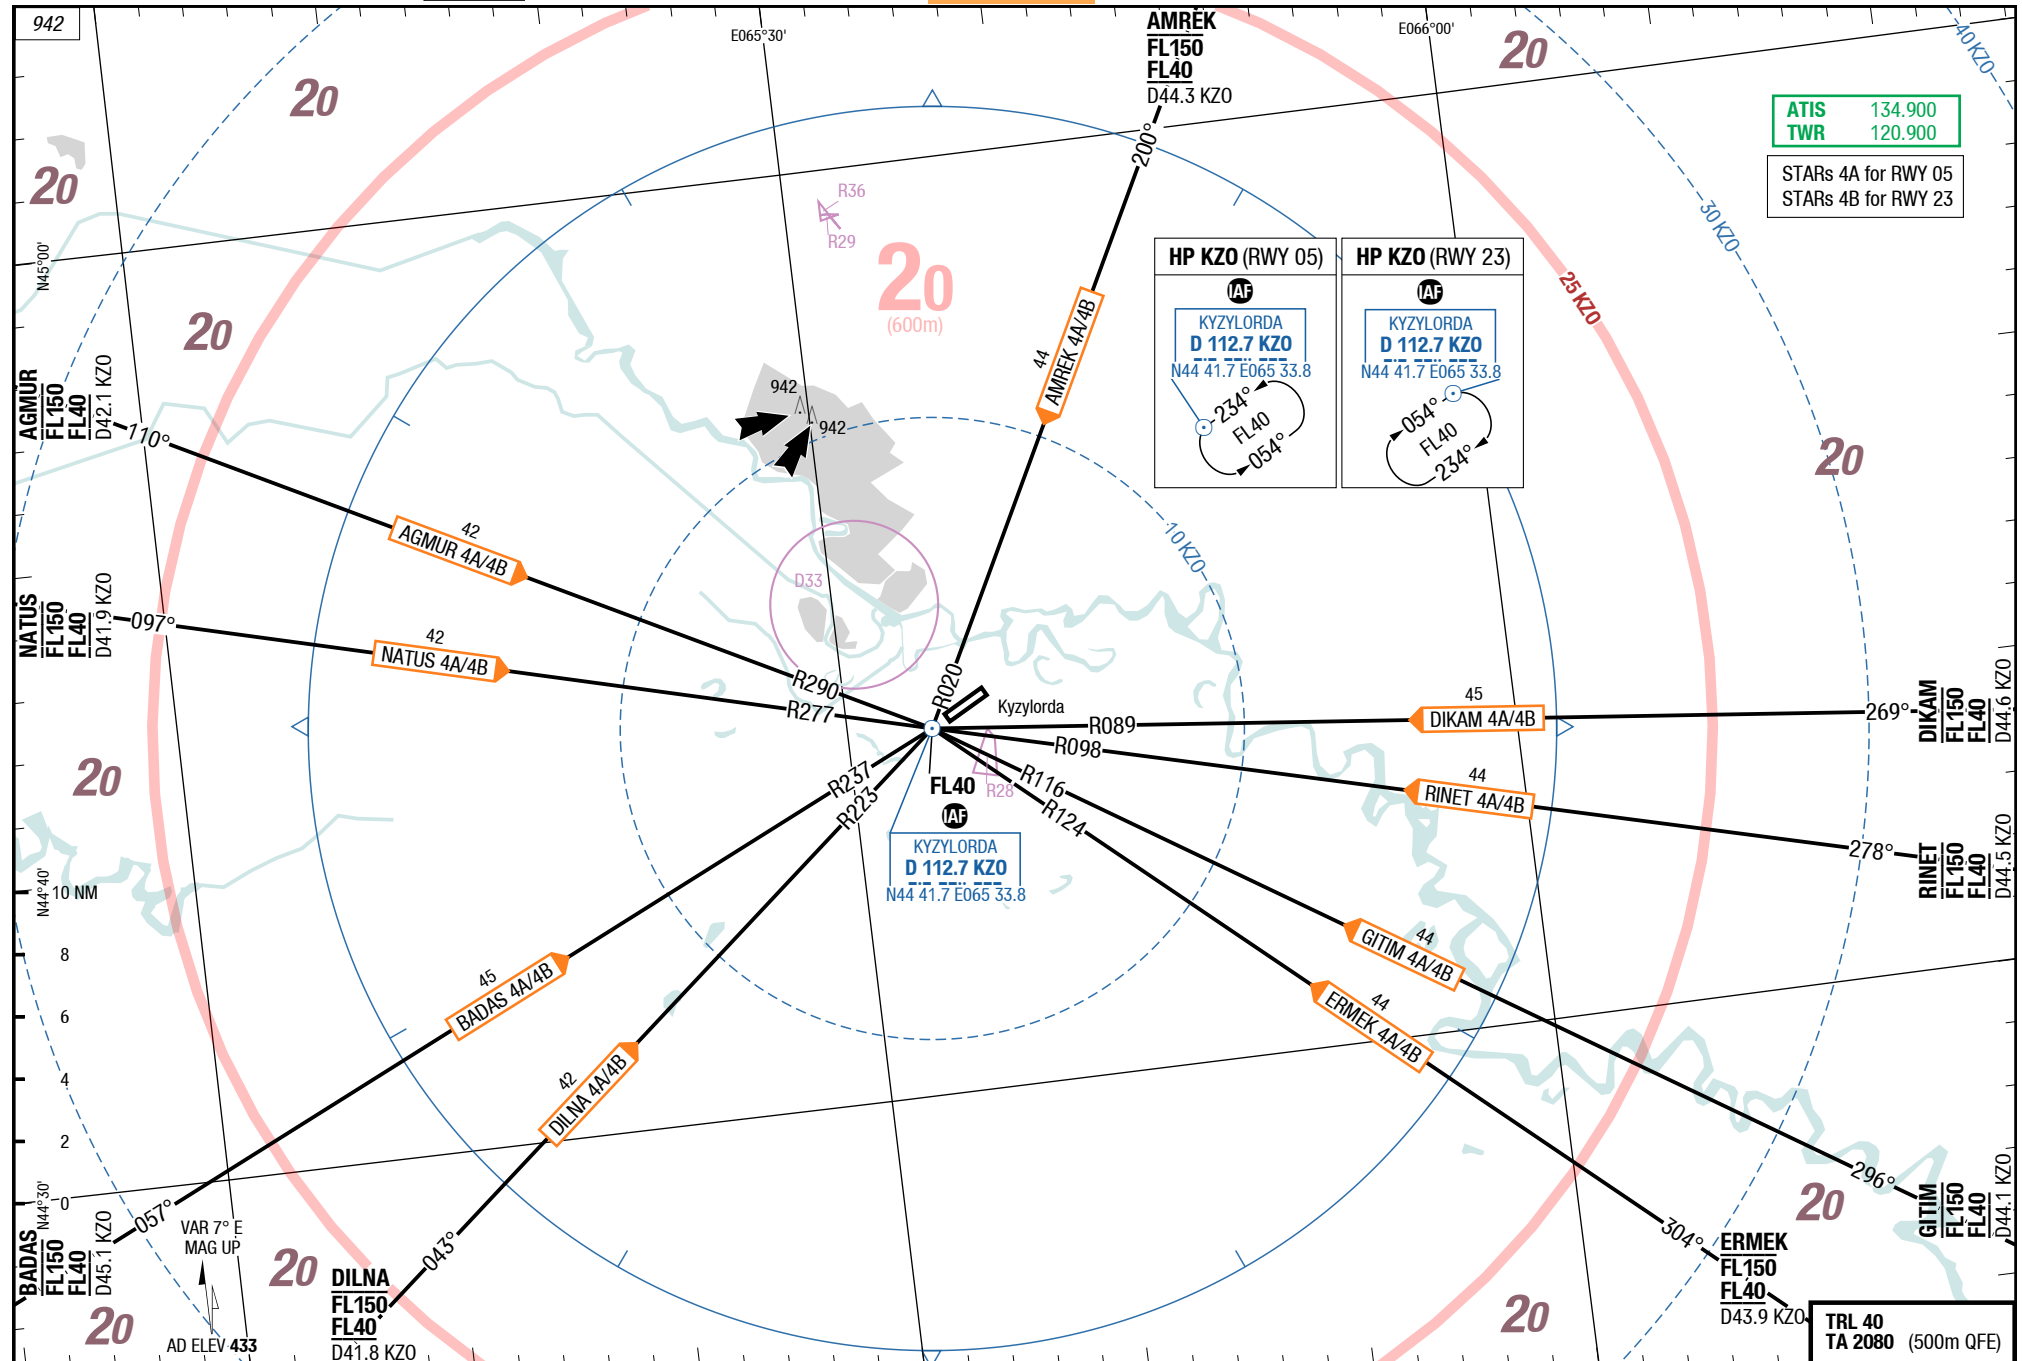 942
E065°30'
AMREK
FL150
FL40
D44.3 KZO
E066°00'
20
40 KZO
20
ATIS 134.900
TWR 120.900
STARs 4A for RWY 05
STARs 4B for RWY 23
20
200°
R36
R29
30 KZO
N45°00'
20
(600m)
HP KZO (RWY 05)
IAF
KYZYLORDA
D 112.7 KZO
N44 41.7 E065 33.8
234°
FL40
054°
HP KZO (RWY 23)
IAF
KYZYLORDA
D 112.7 KZO
N44 41.7 E065 33.8
054°
FL40
234°
25 KZO
20
44
AMREK 4A/4B
AGMUR
FL150
FL40
D42.1 KZO
110°
942
942
20
42
AGMUR 4A/4B
10 KZO
D33
NATUS
FL150
FL40
D41.9 KZO
097°
42
NATUS 4A/4B
R290
R277
R020
Kyzylorda
R089
R098
45
DIKAM 4A/4B
269°
DIKAM
FL150
FL40
D44.6 KZO
20
R237
R223
FL40
IAF
KYZYLORDA
D 112.7 KZO
N44 41.7 E065 33.8
R28
R116
R124
44
RINET 4A/4B
278°
RINET
FL150
FL40
D44.5 KZO
N44°40'
10 NM
8
6
4
2
0
45
BADAS 4A/4B
42
DILNA 4A/4B
44
GITIM 4A/4B
44
ERMEK 4A/4B
N44°30'
057°
BADAS
FL150
FL40
D45.1 KZO
VAR 7° E
MAG UP
AD ELEV 433
20
20
043°
DILNA
FL150
FL40
D41.8 KZO
296°
GITIM
FL150
FL40
D44.1 KZO
20
304°
ERMEK
FL150
FL40
D43.9 KZO
20
TRL 40
TA 2080 (500m QFE)